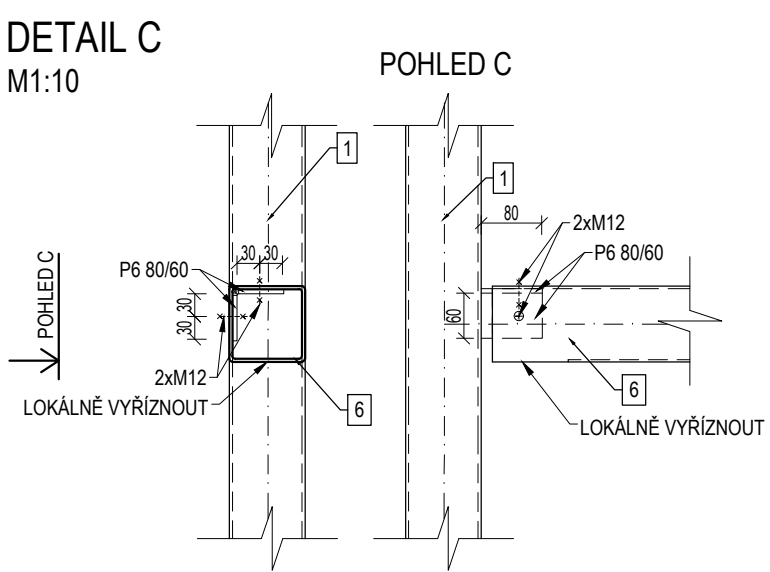 DETAIL C
M1:10
POHLED C
1
1
80
2xM12
P6 80/60
30 30
P6 80/60
POHLED C
30 30
60
2xM12
LOKÁLNĚ VYŘÍZNOUT
6
6
LOKÁLNĚ VYŘÍZNOUT